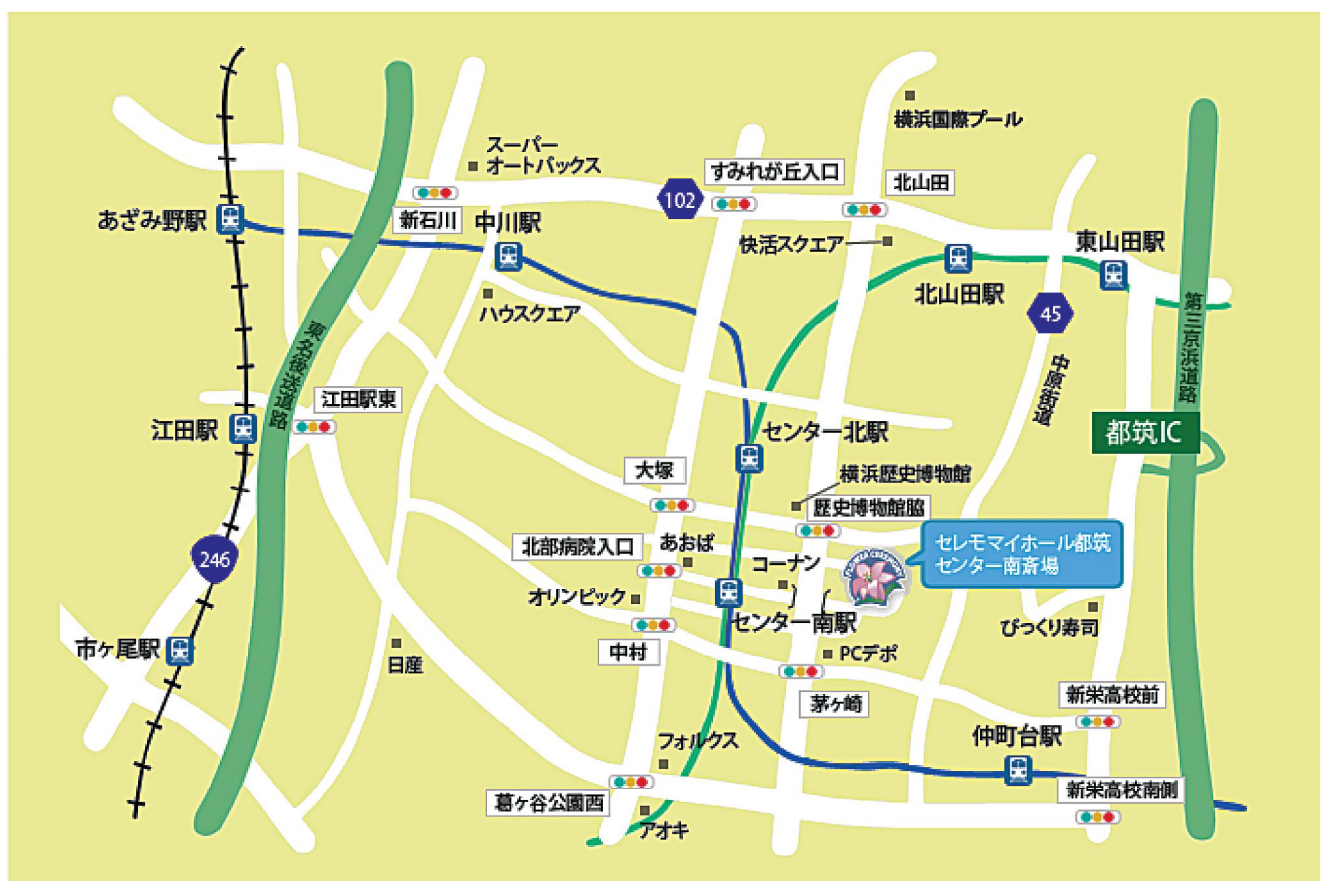 横浜国際プール
スーパー
オートバックス
すみれが丘入口
北山田
102
あざみ野駅
新石川
中川駅
快活スクエア
東山田駅
北山田駅
ハウスクエア
45
第三京浜道路
東名後送道路
中原街道
江田駅東
江田駅
センター北駅
都筑IC
大塚
横浜歴史博物館
歴史博物館脇
246
北部病院入口
あおば
コーナン
セレモマイホール都筑
センター南斎場
オリンピック
センター南駅
びっくり寿司
市ヶ尾駅
日産
中村
PCデポ
茅ヶ崎
新栄高校前
フォルクス
仲町台駅
葛ヶ谷公園西
アオキ
新栄高校南側